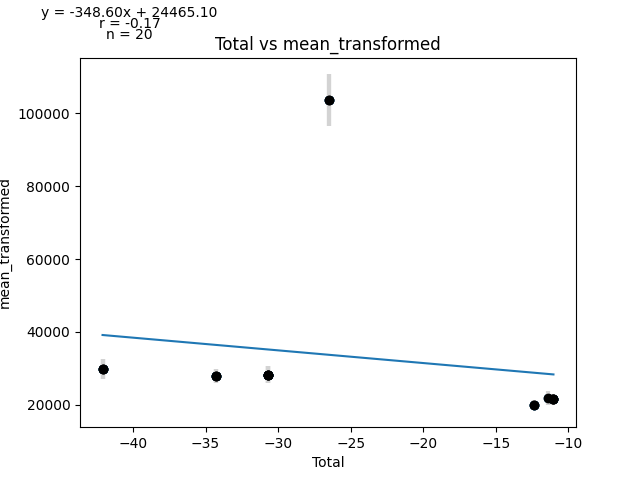 y = -348.60x + 24465.10
r = -0.17
n = 20
Total vs mean_transformed
100000
80000
60000
40000
20000
mean_transformed
−40
−35
−30
−25
−20
−15
−10
Total